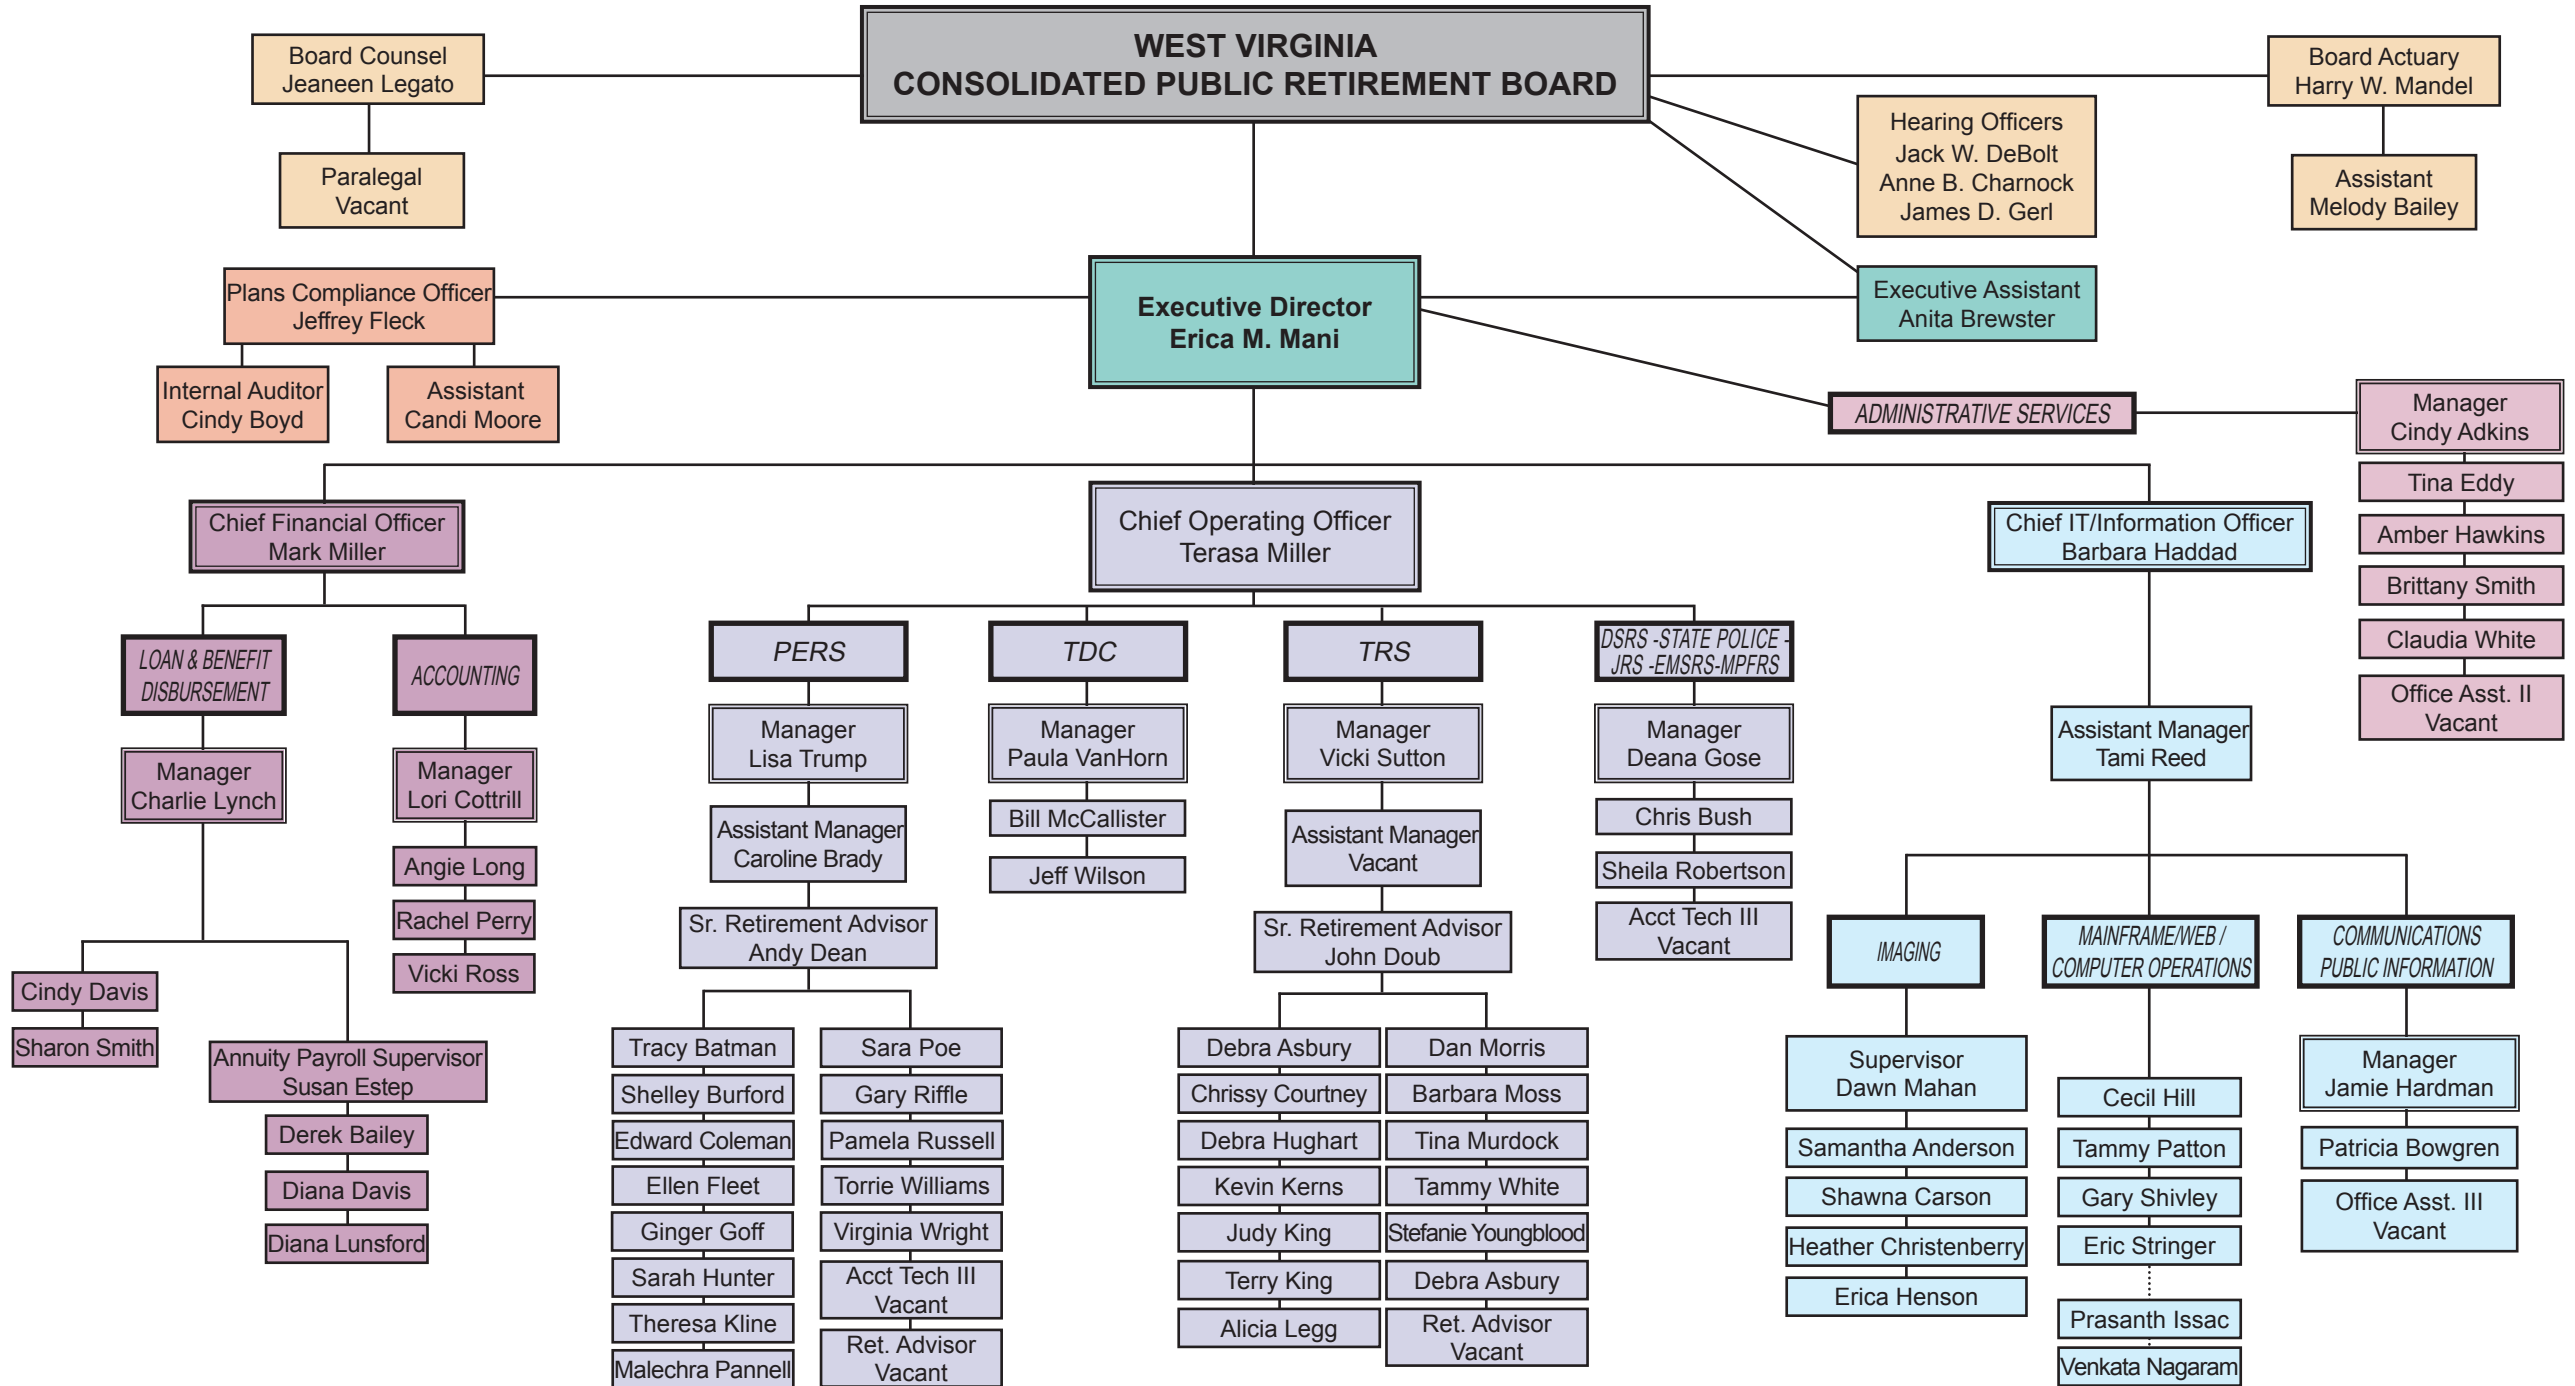 WEST VIRGINIA
CONSOLIDATED PUBLIC RETIREMENT BOARD
Board Counsel
Jeaneen Legato
Paralegal
Vacant
Board Actuary
Harry W. Mandel
Assistant
Melody Bailey
Hearing Officers
Jack W. DeBolt
Anne B. Charnock
James D. Gerl
Executive Director
Erica M. Mani
Executive Assistant
Anita Brewster
Plans Compliance Officer
Jeffrey Fleck
Internal Auditor
Cindy Boyd
Assistant
Candi Moore
ADMINISTRATIVE SERVICES
Manager
Cindy Adkins
Tina Eddy
Amber Hawkins
Brittany Smith
Claudia White
Office Asst. II
Vacant
Chief Financial Officer
Mark Miller
LOAN & BENEFIT
DISBURSEMENT
Manager
Charlie Lynch
Cindy Davis
Sharon Smith
Annuity Payroll Supervisor
Susan Estep
Derek Bailey
Diana Davis
Diana Lunsford
ACCOUNTING
Manager
Lori Cottrill
Angie Long
Rachel Perry
Vicki Ross
Chief Operating Officer
Terasa Miller
PERS
Manager
Lisa Trump
Assistant Manager
Caroline Brady
Sr. Retirement Advisor
Andy Dean
Tracy Batman
Shelley Burford
Edward Coleman
Ellen Fleet
Ginger Goff
Sarah Hunter
Theresa Kline
Malechra Pannell
Sara Poe
Gary Riffle
Pamela Russell
Torrie Williams
Virginia Wright
Acct Tech III
Vacant
Ret. Advisor
Vacant
TDC
Manager
Paula VanHorn
Bill McCallister
Jeff Wilson
TRS
Manager
Vicki Sutton
Assistant Manager
Vacant
Sr. Retirement Advisor
John Doub
Debra Asbury
Chrissy Courtney
Debra Hughart
Kevin Kerns
Judy King
Terry King
Alicia Legg
Dan Morris
Barbara Moss
Tina Murdock
Tammy White
Stefanie Youngblood
Debra Asbury
Ret. Advisor
Vacant
DSRS -STATE POLICE -
JRS -EMSRS-MPFRS
Manager
Deana Gose
Chris Bush
Sheila Robertson
Acct Tech III
Vacant
Chief IT/Information Officer
Barbara Haddad
Assistant Manager
Tami Reed
IMAGING
Supervisor
Dawn Mahan
Samantha Anderson
Shawna Carson
Heather Christenberry
Erica Henson
MAINFRAME/WEB /
COMPUTER OPERATIONS
Cecil Hill
Tammy Patton
Gary Shivley
Eric Stringer
Prasanth Issac
Venkata Nagaram
COMMUNICATIONS
PUBLIC INFORMATION
Manager
Jamie Hardman
Patricia Bowgren
Office Asst. III
Vacant